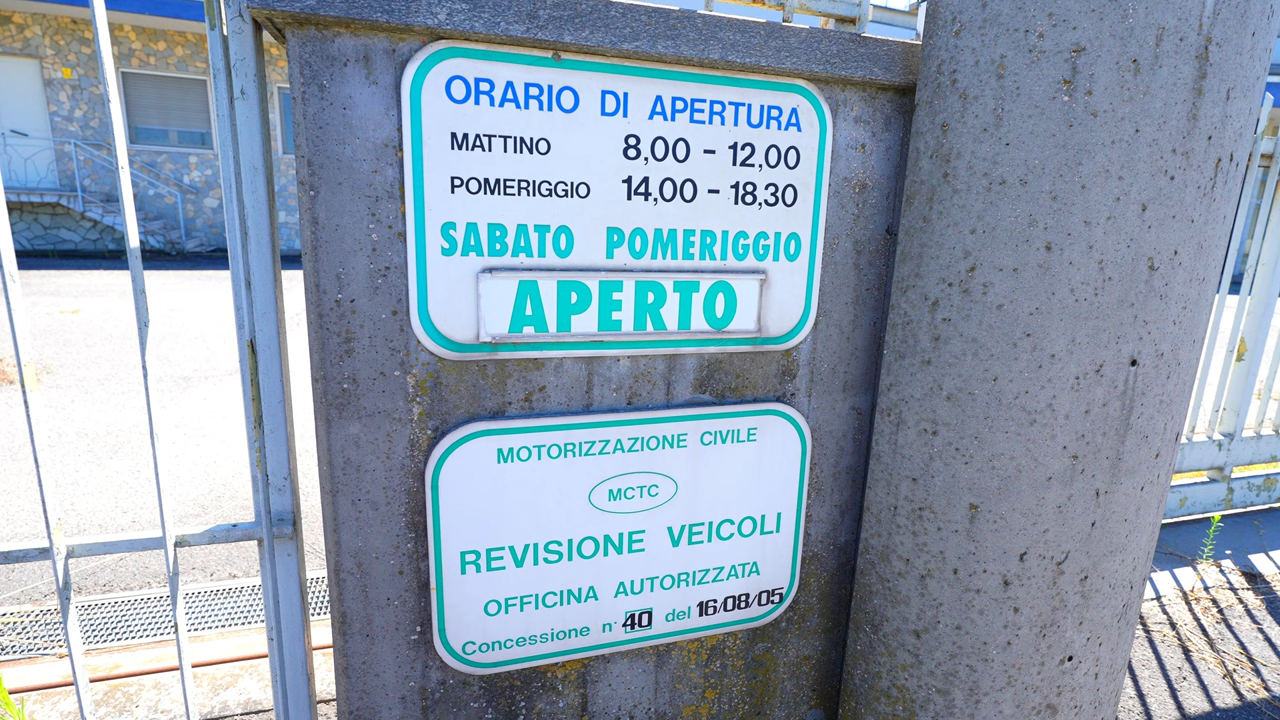 ORARIO DI APERTURA
MATTINO 8,00 - 12,00
POMERIGGIO 14,00 - 18,30
SABATO POMERIGGIO
APERTO
MOTORIZZAZIONE CIVILE
MCTC
REVISIONE VEICOLI
OFFICINA AUTORIZZATA
Concessione n° 40 del 16/08/05